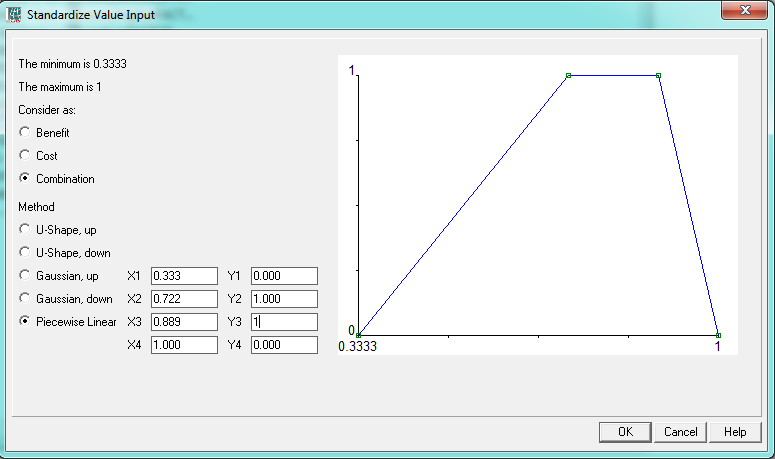 Standardize Value Input
The minimum is 0.3333
The maximum is 1
Consider as:
Benefit
Cost
Combination
Method
U-Shape, up
U-Shape, down
Gaussian, up X1 0.333 Y1 0.000
Gaussian, down X2 0.722 Y2 1.000
Piecewise Linear X3 0.889 Y3 1
X4 1.000 Y4 0.000
1
0
0.3333 1
OK Cancel Help